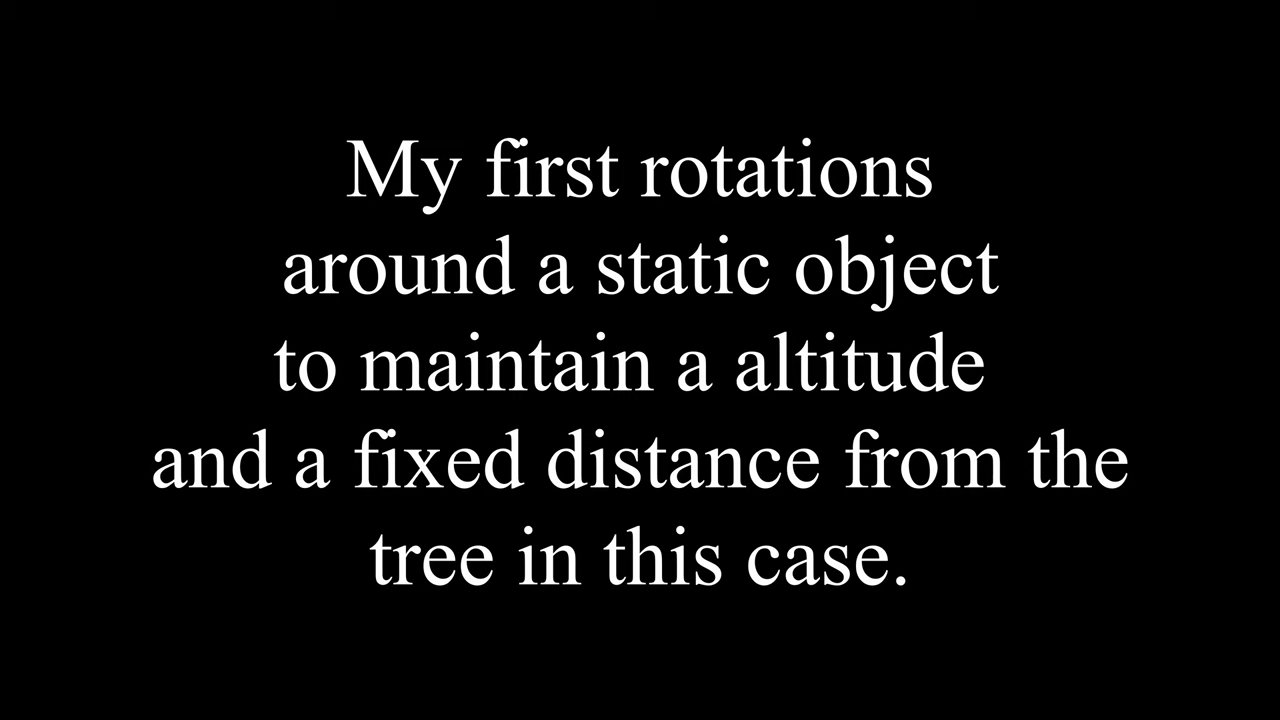 My first rotations
around a static object
to maintain a altitude
and a fixed distance from the
tree in this case.